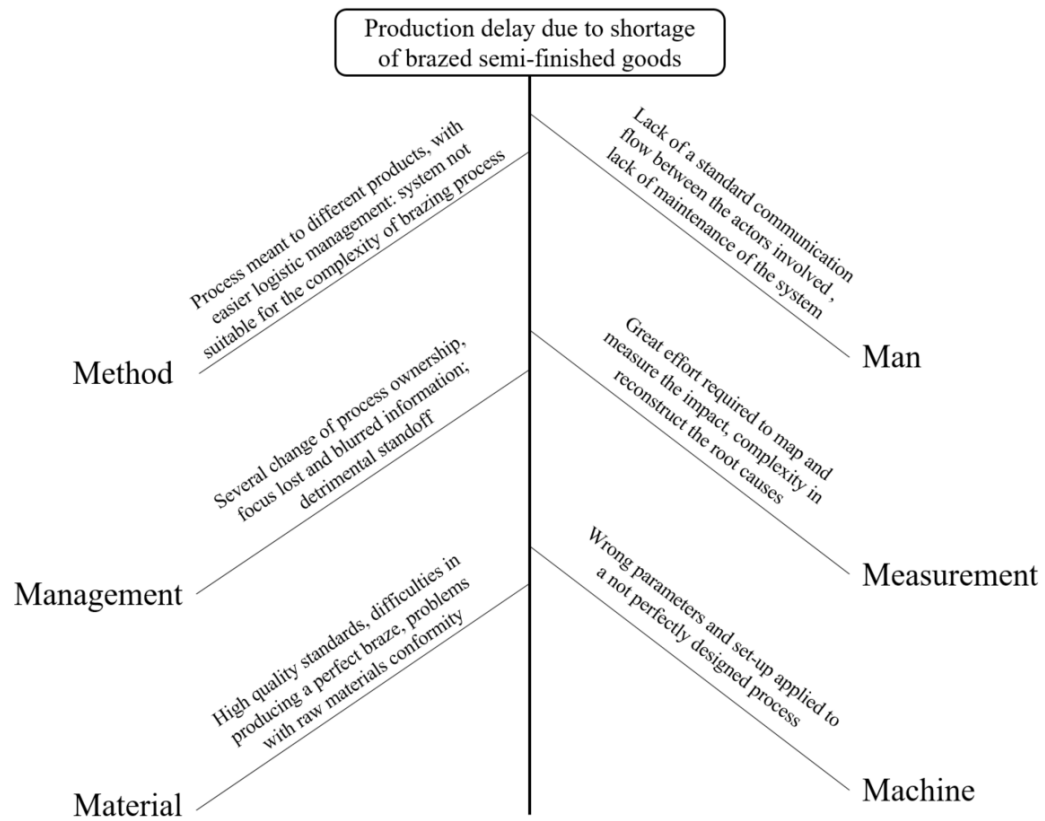 Production delay due to shortage
of brazed semi-finished goods
Process meant to different products, with
easier logistic management: system not
suitable for the complexity of brazing process
Method
Lack of a standard communication
flow between the actors involved ,
lack of maintenance of the system
Man
Several change of process ownership,
focus lost and blurred information;
detrimental standoff
Management
Great effort required to map and
measure the impact, complexity in
reconstruct the root causes
Measurement
High quality standards, difficulties in
producing a perfect braze, problems
with raw materials conformity
Material
Wrong parameters and set-up applied to
a not perfectly designed process
Machine